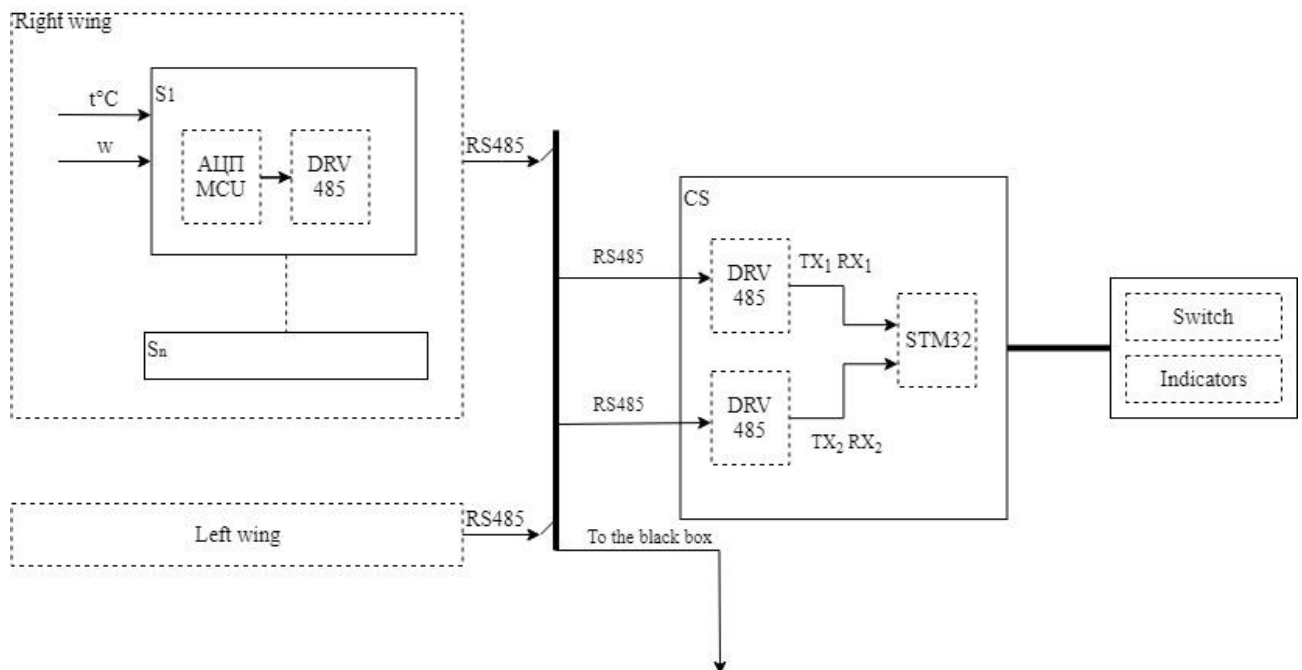 Right wing
t°C
w
S1
АЦП
MCU
DRV
485
Sn
RS485
Left wing
RS485
RS485
RS485
To the black box
CS
DRV
485
TX₁ RX₁
STM32
DRV
485
TX₂ RX₂
Switch
Indicators